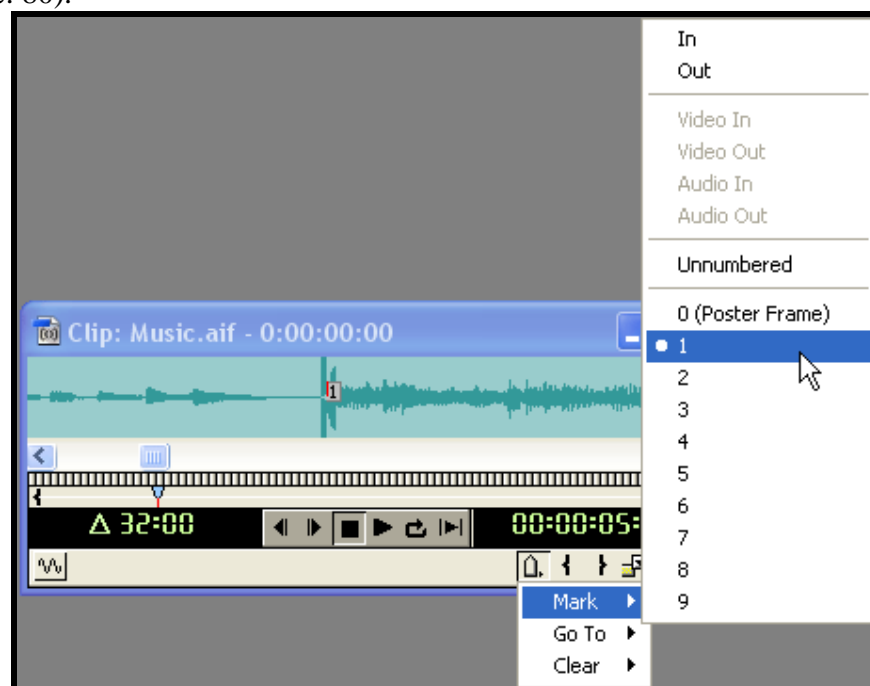 In
Out
Video In
Video Out
Audio In
Audio Out
Unnumbered
0 (Poster Frame)
1
2
3
4
5
6
7
8
9
Clip: Music.aif - 0:00:00:00
1
Δ 32:00
00:00:05:
Mark
Go To
Clear